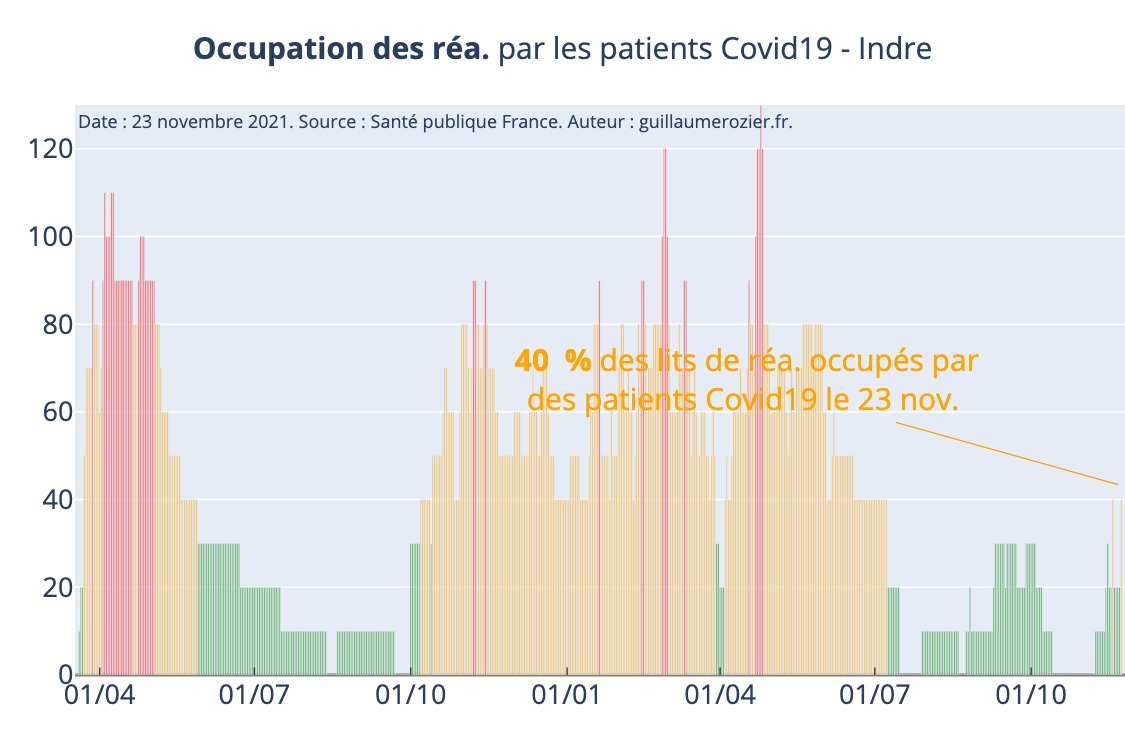 Occupation des réa. par les patients Covid19 - Indre
Date : 23 novembre 2021. Source : Santé publique France. Auteur : guillaumerozier.fr.
120
100
80
60
40
20
0
40 % des lits de réa. occupés par
des patients Covid19 le 23 nov.
01/04 01/07 01/10 01/01 01/04 01/07 01/10